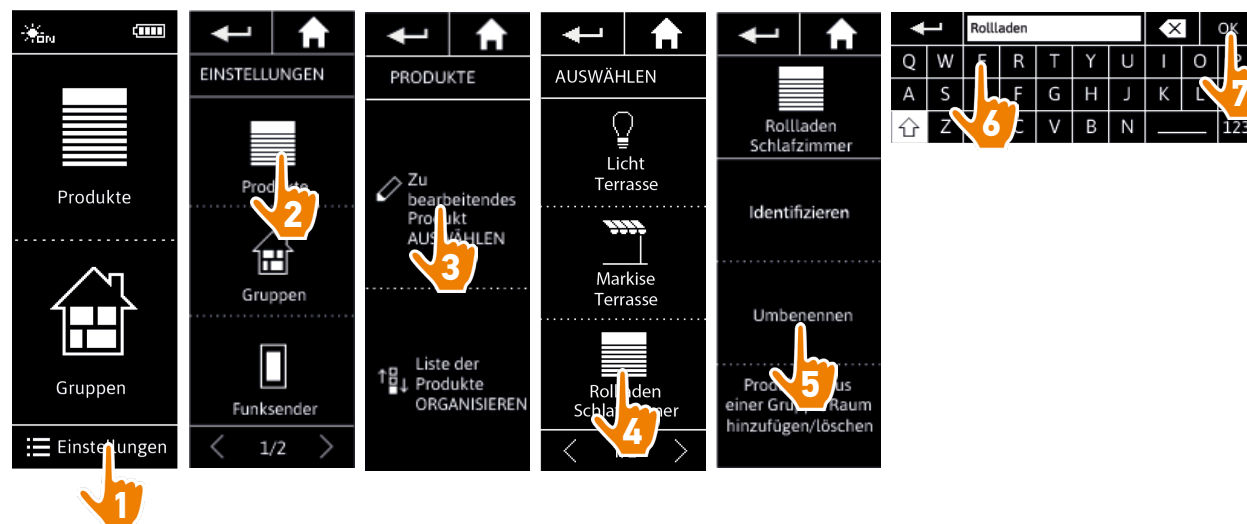 ON
Produkte
Gruppen
Einstellungen
1
EINSTELLUNGEN
Produkte
2
Gruppen
Funksender
1/2
PRODUKTE
Zu
bearbeitendes
Produkt
AUSWÄHLEN
3
Liste der
Produkte
ORGANISIEREN
AUSWÄHLEN
Licht
Terrasse
Markise
Terrasse
Rollladen
Schlafzimmer
4
Rollladen
Schlafzimmer
Identifizieren
Umbenennen
5
einer Gruppe/Raum
hinzufügen/löschen
Rollladen
OK
Q W E R T Y U I O P
A S F G H J K L
Z C V B N 123
6
7